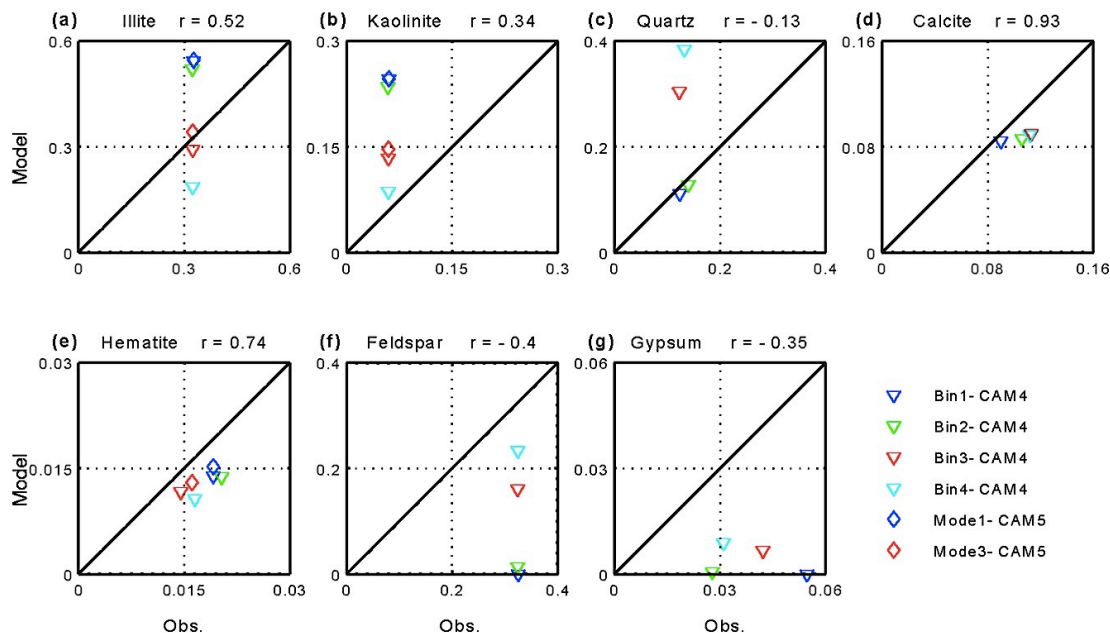 (a) Illite r = 0.52
(b) Kaolinite r = 0.34
(c) Quartz r = - 0.13
(d) Calcite r = 0.93
0.6
0.3
0
Model
0 0.3 0.6
0.3
0.15
0
0 0.15 0.3
0.4
0.2
0
0 0.2 0.4
0.16
0.08
0
0 0.08 0.16
(e) Hematite r = 0.74
(f) Feldspar r = - 0.4
(g) Gypsum r = - 0.35
0.03
0.015
0
Model
0 0.015 0.03
Obs.
0.4
0.2
0
0 0.2 0.4
Obs.
0.06
0.03
0
0 0.03 0.06
Obs.
Bin1- CAM4
Bin2- CAM4
Bin3- CAM4
Bin4- CAM4
Mode1- CAM5
Mode3- CAM5